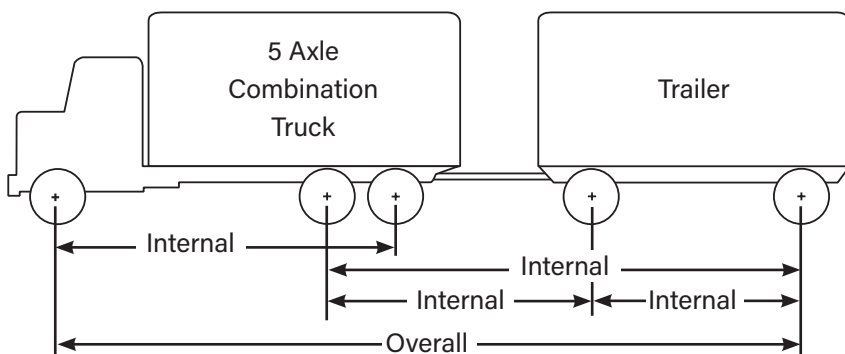 5 Axle
Combination
Truck
Trailer
Internal
Internal
Internal
Internal
Overall